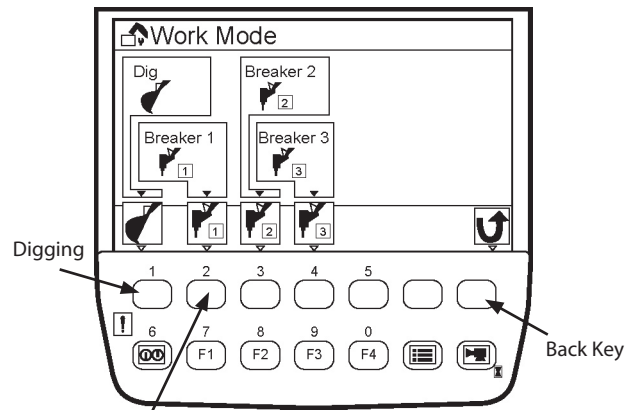 Work Mode
Dig
Breaker 2
2
Breaker 1
Breaker 3
1
3
1
2
3
Digging
1 2 3 4 5
Back Key
6 7 8 9 0
F1 F2 F3 F4